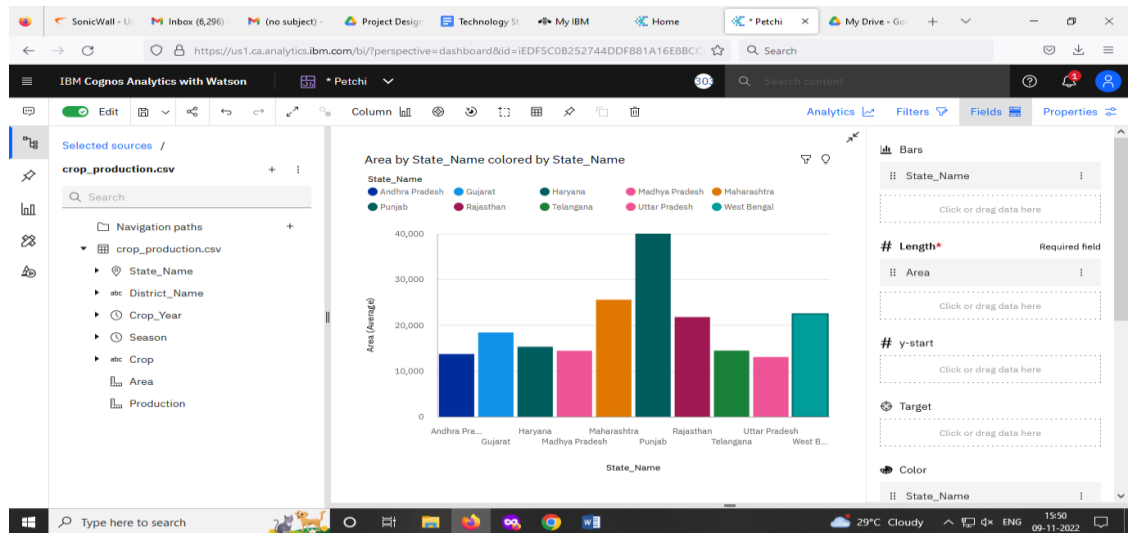 SonicWall - U
Inbox (6,296)
(no subject) -
Project Design
Technology St
My IBM
Home
* Petchi
My Drive - Go
https://us1.ca.analytics.ibm.com/bi/?perspective=dashboard&id=iEDF5C0B252744DDF881A16E8BCC
Search
IBM Cognos Analytics with Watson
* Petchi
303
Search content
Edit
Column
Analytics
Filters
Fields
Properties
Selected sources /
crop_production.csv
Search
Navigation paths
crop_production.csv
State_Name
abc District_Name
Crop_Year
Season
abc Crop
Area
Production
Area by State_Name colored by State_Name
State_Name
Andhra Pradesh Gujarat Haryana Madhya Pradesh Maharashtra
Punjab Rajasthan Telangana Uttar Pradesh West Bengal
40,000
30,000
20,000
10,000
0
Area (Average)
Andhra Pra... Haryana Maharashtra Rajasthan Uttar Pradesh
Gujarat Madhya Pradesh Punjab Telangana West B...
State_Name
Bars
State_Name
Click or drag data here
# Length* Required field
Area
Click or drag data here
# y-start
Click or drag data here
Target
Click or drag data here
Color
State_Name
Type here to search
29°C Cloudy
ENG
15:50
09-11-2022